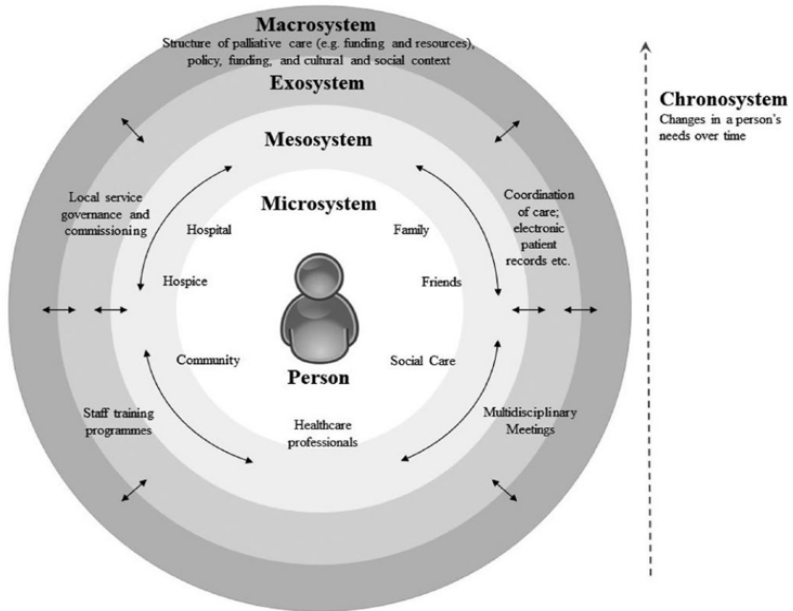 Macrosystem
Structure of palliative care (e.g. funding and resources),
policy, funding, and cultural and social context
Exosystem
Mesosystem
Microsystem
Chronosystem
Changes in a person's
needs over time
Local service
governance and
commissioning
Hospital
Family
Coordination
of care;
electronic
patient
records etc.
Hospice
Friends
Community
Social Care
Person
Staff training
programmes
Healthcare
professionals
Multidisciplinary
Meetings